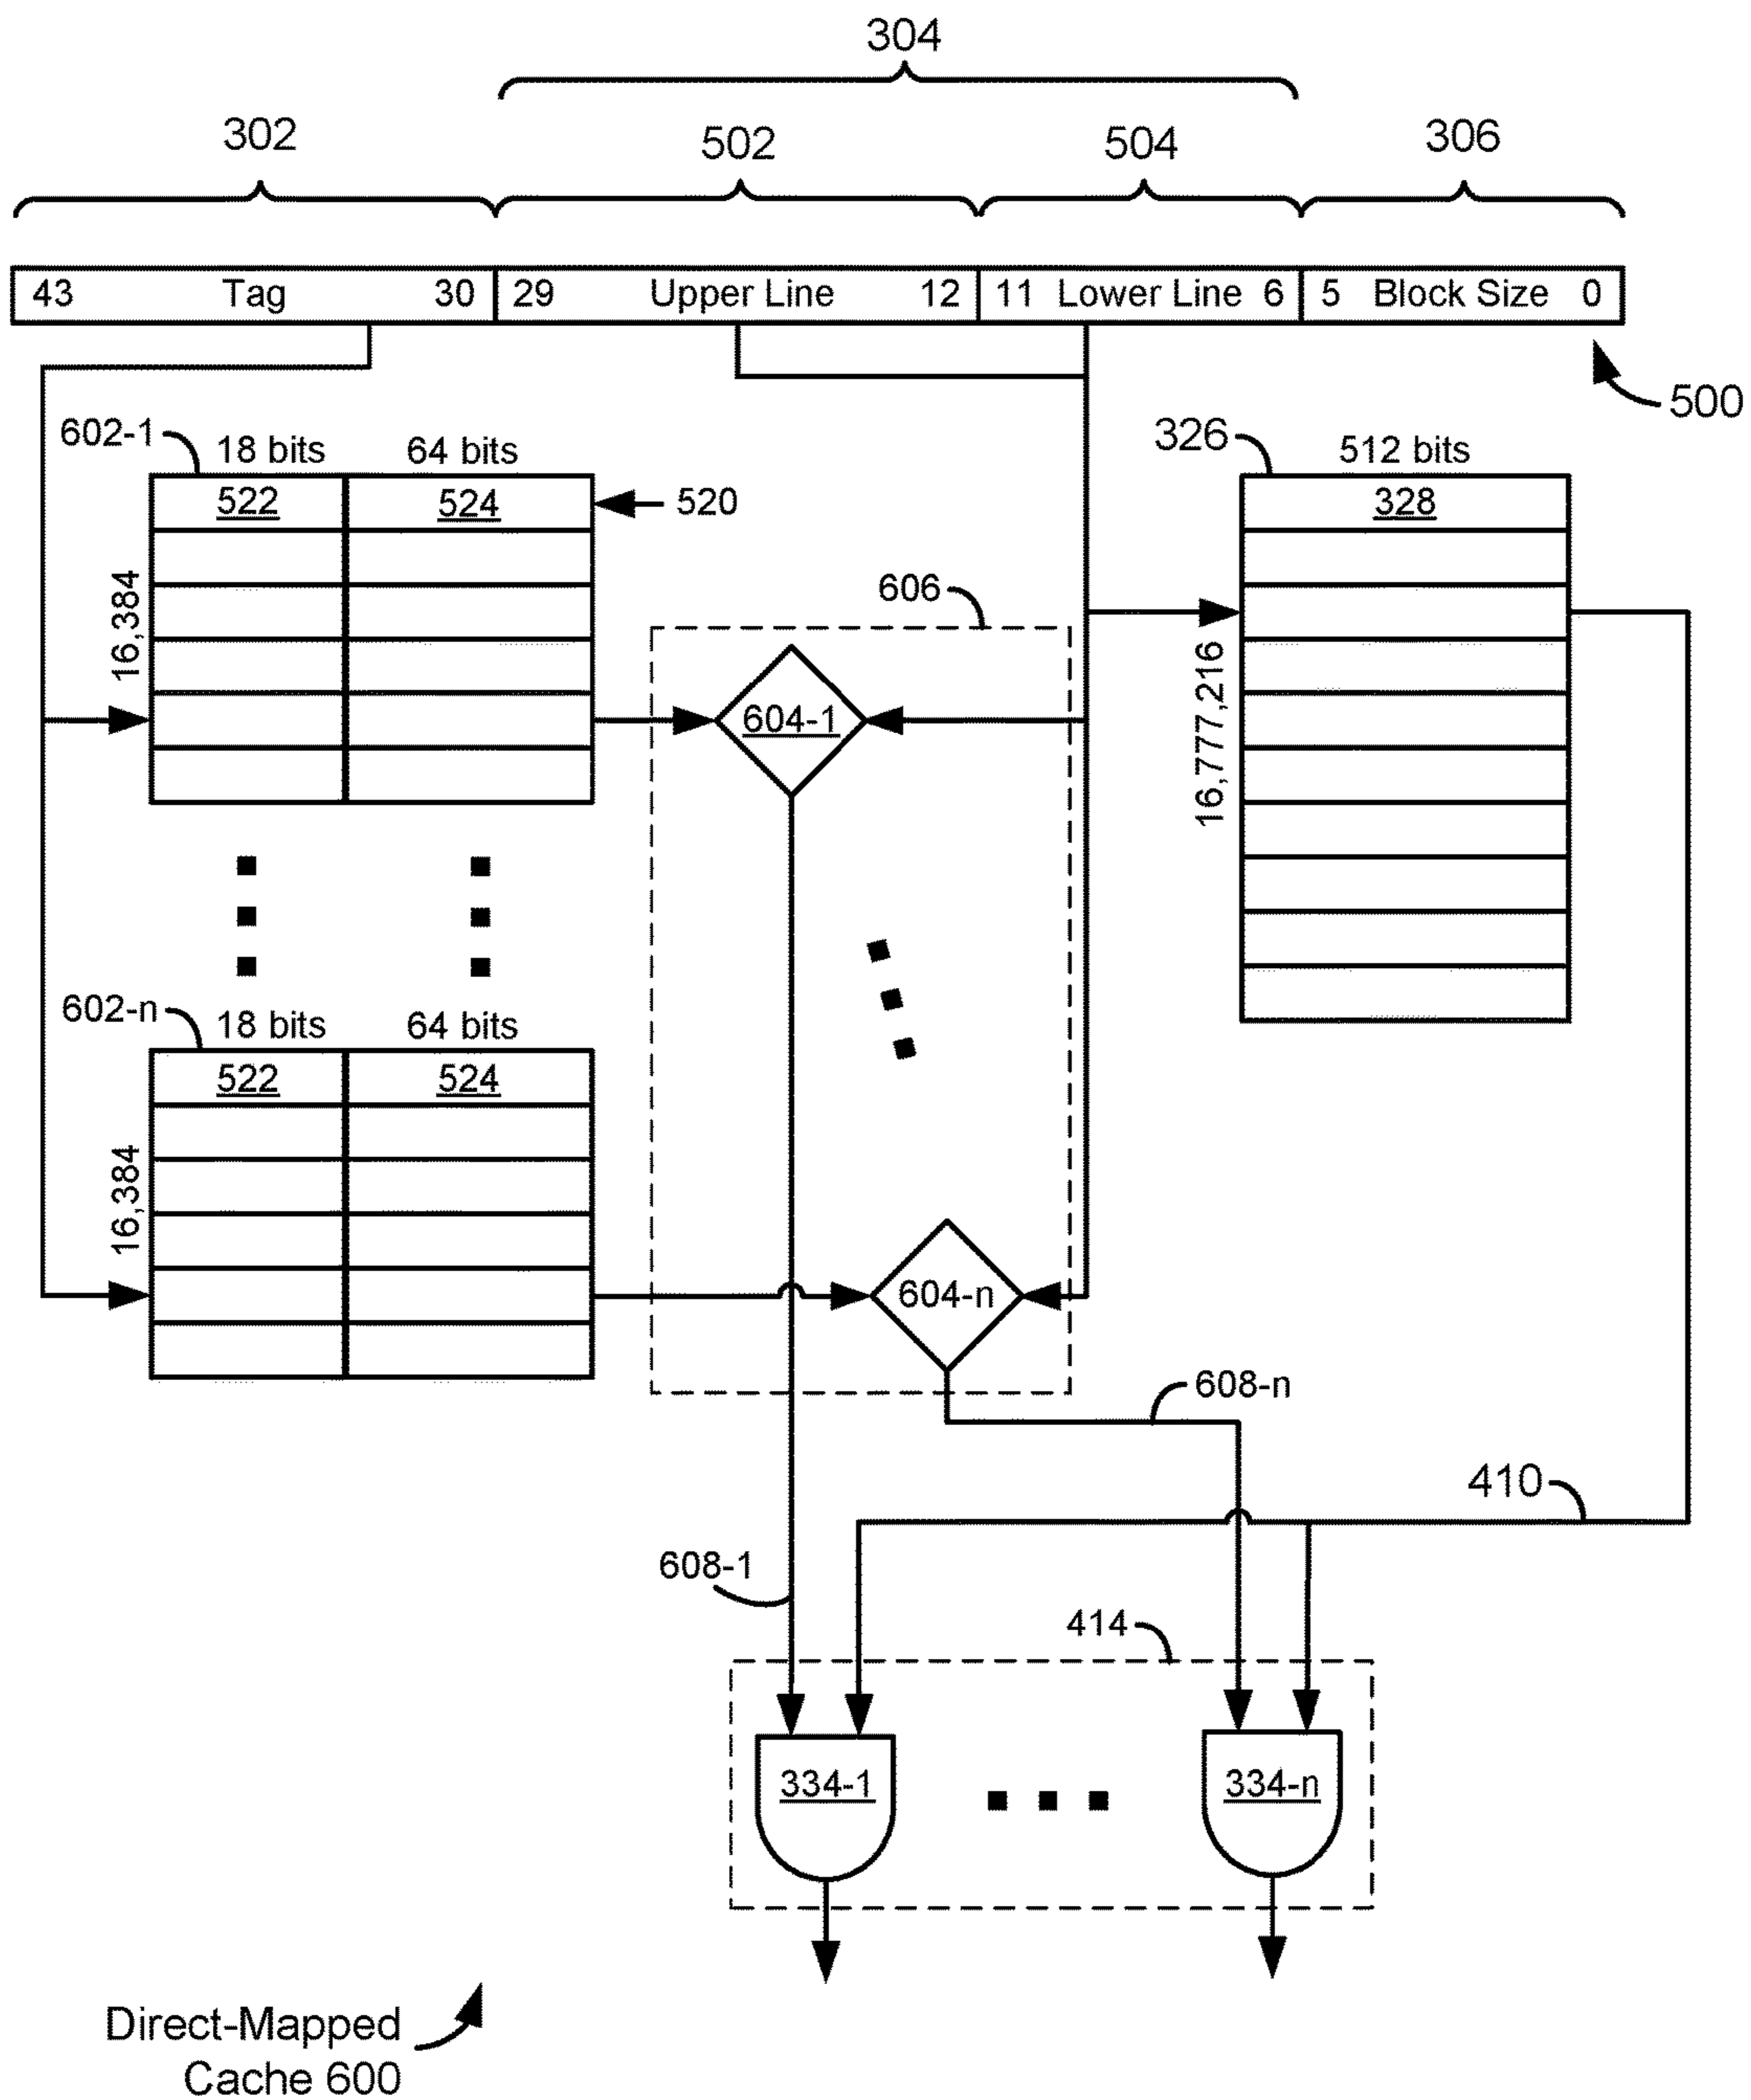 304
302
502
504
306
43 Tag 30 29 Upper Line 12 11 Lower Line 6 5 Block Size 0
500
602-1
18 bits
64 bits
522
524
520
16,384
326
512 bits
328
16,777,216
606
604-1
602-n
18 bits
64 bits
522
524
16,384
604-n
608-n
410
608-1
414
334-1
334-n
Direct-Mapped
Cache 600